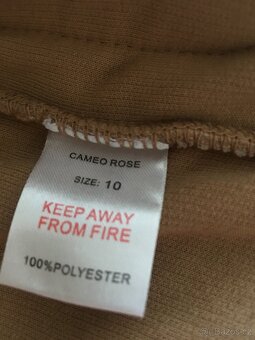 CAMEO ROSE
SIZE: 10
KEEP AWAY
FROM FIRE
100%POLYESTER